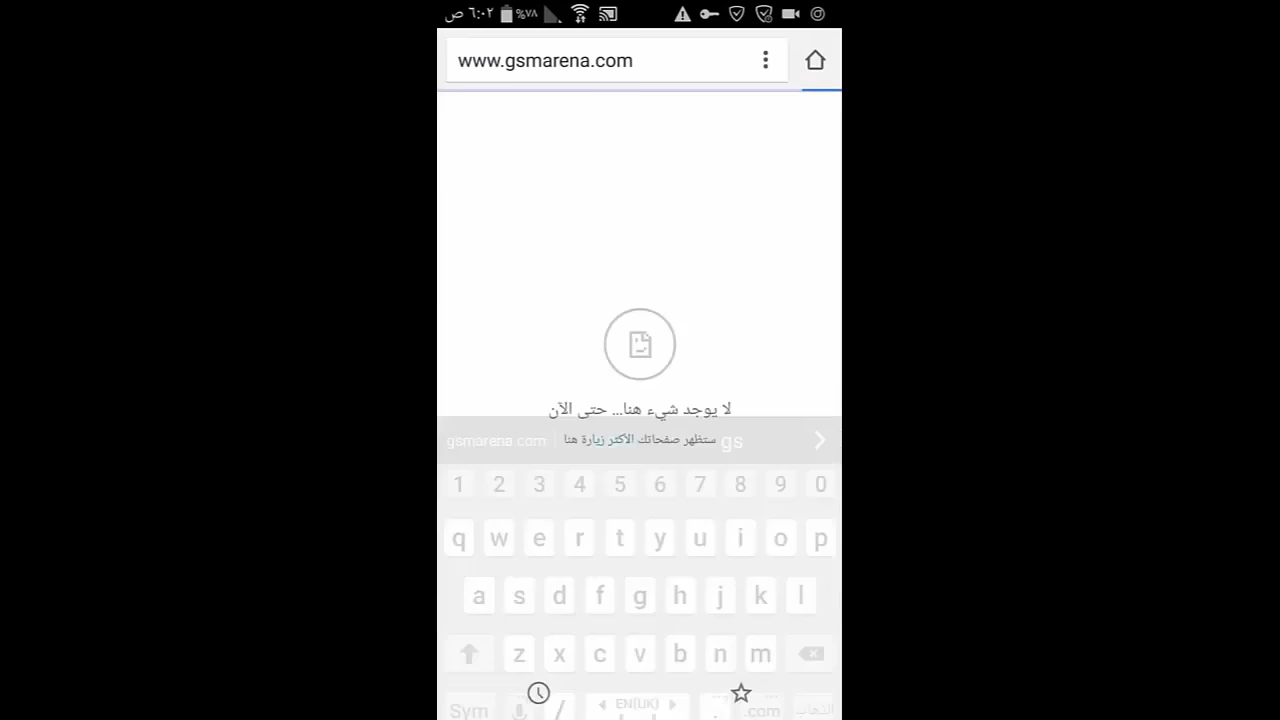 ٦:٠٢ ص %٧٨
www.gsmarena.com
لا يوجد شيء هنا... حتى الآن
ستظهر صفحاتك الأكثر زيارة هنا
gsmarena.com gs
1 2 3 4 5 6 7 8 9 0
q w e r t y u i o p
a s d f g h j k l
z x c v b n m
Sym / EN(UK) . .com الذهاب